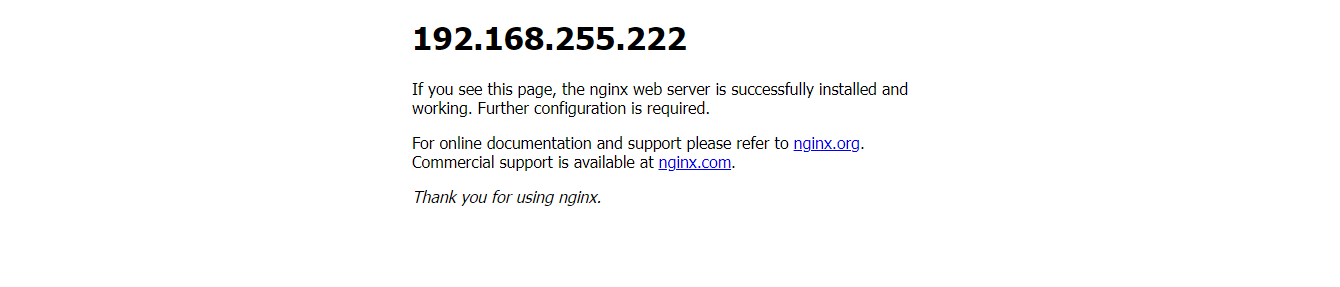 192.168.255.222
If you see this page, the nginx web server is successfully installed and
working. Further configuration is required.
For online documentation and support please refer to nginx.org.
Commercial support is available at nginx.com.
Thank you for using nginx.